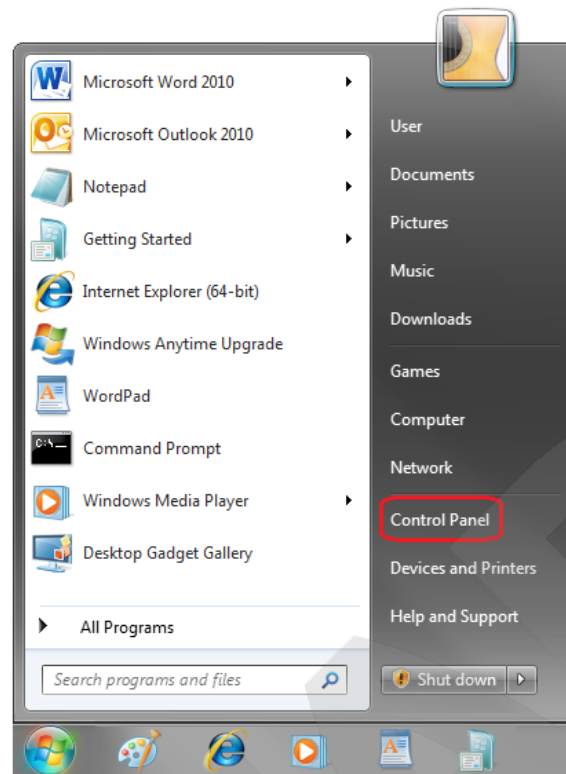 Microsoft Word 2010
Microsoft Outlook 2010
Notepad
Getting Started
Internet Explorer (64-bit)
Windows Anytime Upgrade
WordPad
Command Prompt
Windows Media Player
Desktop Gadget Gallery
All Programs
Search programs and files
User
Documents
Pictures
Music
Downloads
Games
Computer
Network
Control Panel
Devices and Printers
Help and Support
Shut down